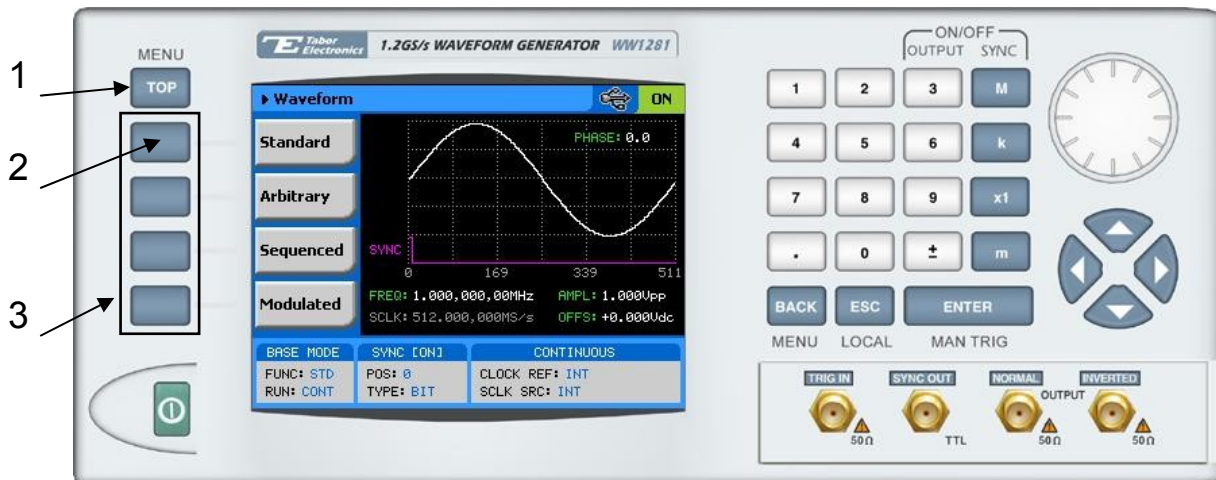 1
2
3
MENU
TOP
Tabor Electronics 1.2GS/s WAVEFORM GENERATOR WW1281
Waveform ON
Standard
Arbitrary
Sequenced
Modulated
PHASE: 0.0
SYNC
0 169 339 511
FREQ: 1.000,000,00MHz AMPL: 1.000Vpp
SCLK: 512.000,000MS/s OFFS: +0.000Vdc
BASE MODE SYNC [ON] CONTINUOUS
FUNC: STD POS: 0 CLOCK REF: INT
RUN: CONT TYPE: BIT SCLK SRC: INT
ON/OFF
OUTPUT SYNC
1 2 3 M
4 5 6 k
7 8 9 x1
. 0 ± m
BACK ESC ENTER
MENU LOCAL MAN TRIG
TRIG IN SYNC OUT NORMAL INVERTED
OUTPUT
50Ω TTL 50Ω 50Ω